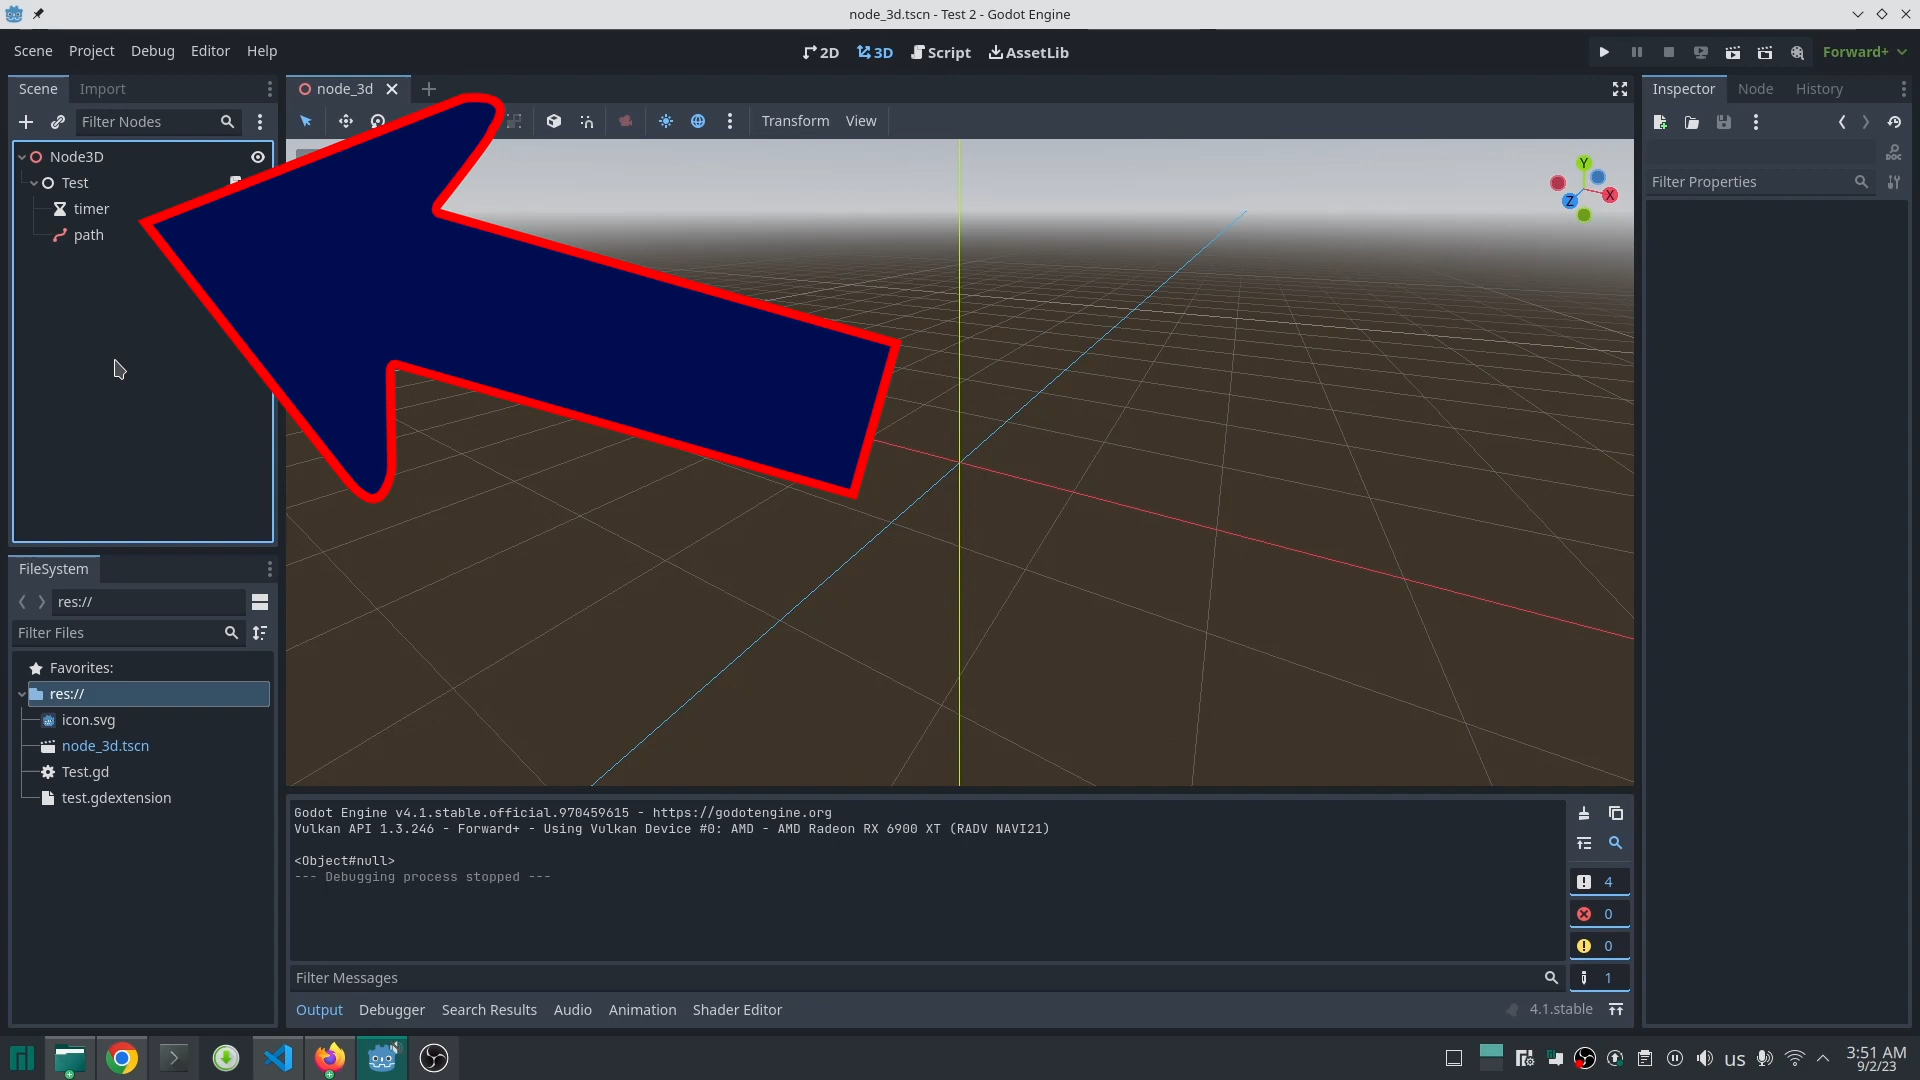 node_3d.tscn - Test 2 - Godot Engine
Scene Project Debug Editor Help
2D 3D Script AssetLib
Forward+
Scene Import
node_3d
Inspector Node History
Filter Nodes
Transform View
Node3D
Test
timer
path
Y
X
Z
DOC
Filter Properties
FileSystem
res://
Filter Files
Favorites:
res://
icon.svg
node_3d.tscn
Test.gd
test.gdextension
Godot Engine v4.1.stable.official.970459615 - https://godotengine.org
Vulkan API 1.3.246 - Forward+ - Using Vulkan Device #0: AMD - AMD Radeon RX 6900 XT (RADV NAVI21)
<Object#null>
--- Debugging process stopped ---
4
0
0
1
Filter Messages
Output Debugger Search Results Audio Animation Shader Editor
4.1.stable
us
3:51 AM
9/2/23